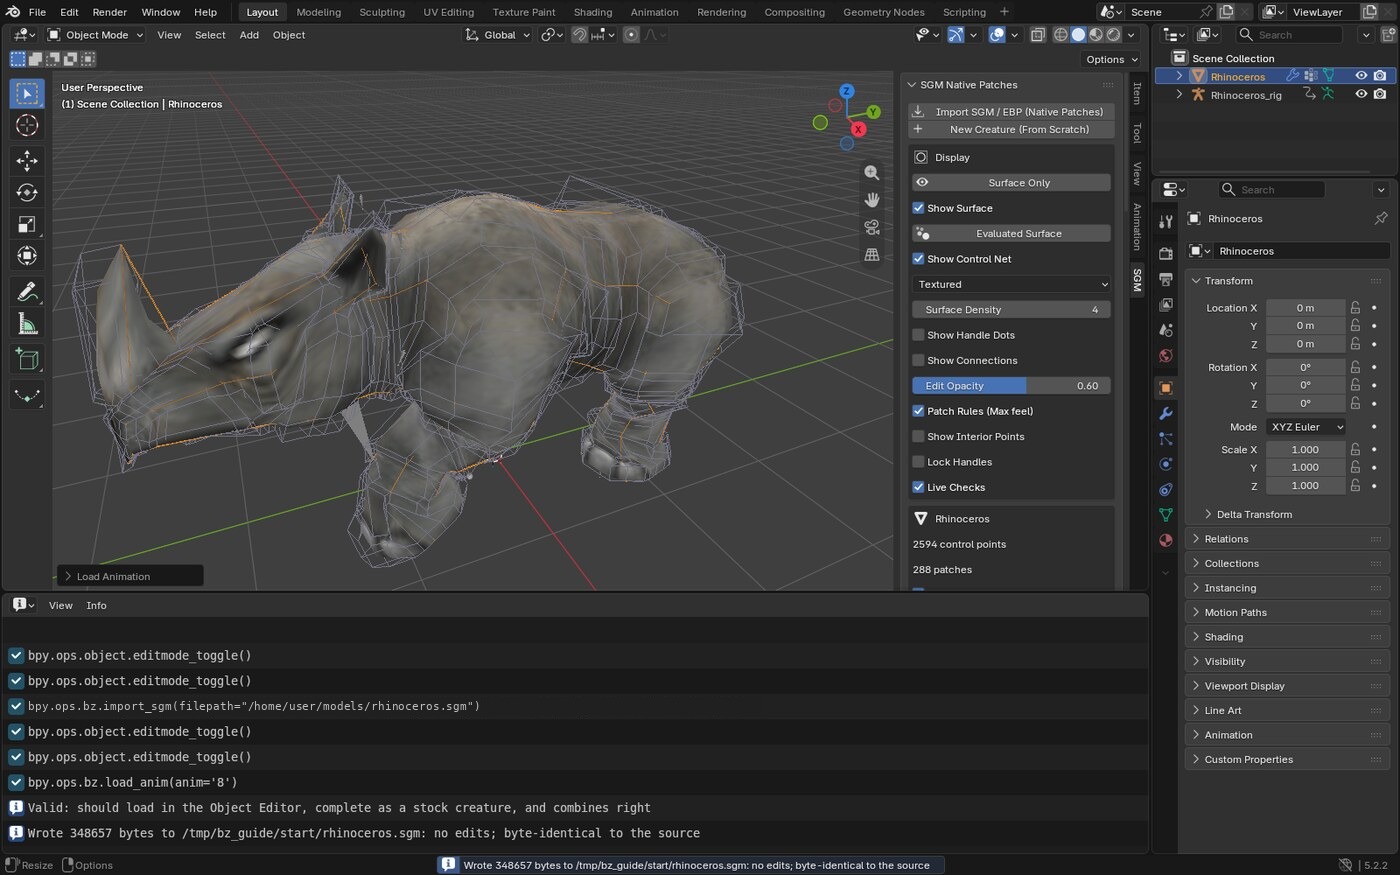 File Edit Render Window Help Layout Modeling Sculpting UV Editing Texture Paint Shading Animation Rendering Compositing Geometry Nodes Scripting + Scene ViewLayer
Object Mode View Select Add Object Global Search
Options
User Perspective
(1) Scene Collection | Rhinoceros
Z
Y
X
Load Animation
SGM Native Patches
Import SGM / EBP (Native Patches)
New Creature (From Scratch)
Display
Surface Only
Show Surface
Evaluated Surface
Show Control Net
Textured
Surface Density 4
Show Handle Dots
Show Connections
Edit Opacity 0.60
Patch Rules (Max feel)
Show Interior Points
Lock Handles
Live Checks
Rhinoceros
2594 control points
288 patches
Item
Tool
View
Animation
SGM
Scene Collection
Rhinoceros
Rhinoceros_rig
Search
Rhinoceros
Rhinoceros
Transform
Location X 0 m
Y 0 m
Z 0 m
Rotation X 0°
Y 0°
Z 0°
Mode XYZ Euler
Scale X 1.000
Y 1.000
Z 1.000
Delta Transform
Relations
Collections
Instancing
Motion Paths
Shading
Visibility
Viewport Display
Line Art
Animation
Custom Properties
View Info
bpy.ops.object.editmode_toggle()
bpy.ops.object.editmode_toggle()
bpy.ops.bz.import_sgm(filepath="/home/user/models/rhinoceros.sgm")
bpy.ops.object.editmode_toggle()
bpy.ops.object.editmode_toggle()
bpy.ops.bz.load_anim(anim='8')
Valid: should load in the Object Editor, complete as a stock creature, and combines right
Wrote 348657 bytes to /tmp/bz_guide/start/rhinoceros.sgm: no edits; byte-identical to the source
Resize Options Wrote 348657 bytes to /tmp/bz_guide/start/rhinoceros.sgm: no edits; byte-identical to the source 5.2.2